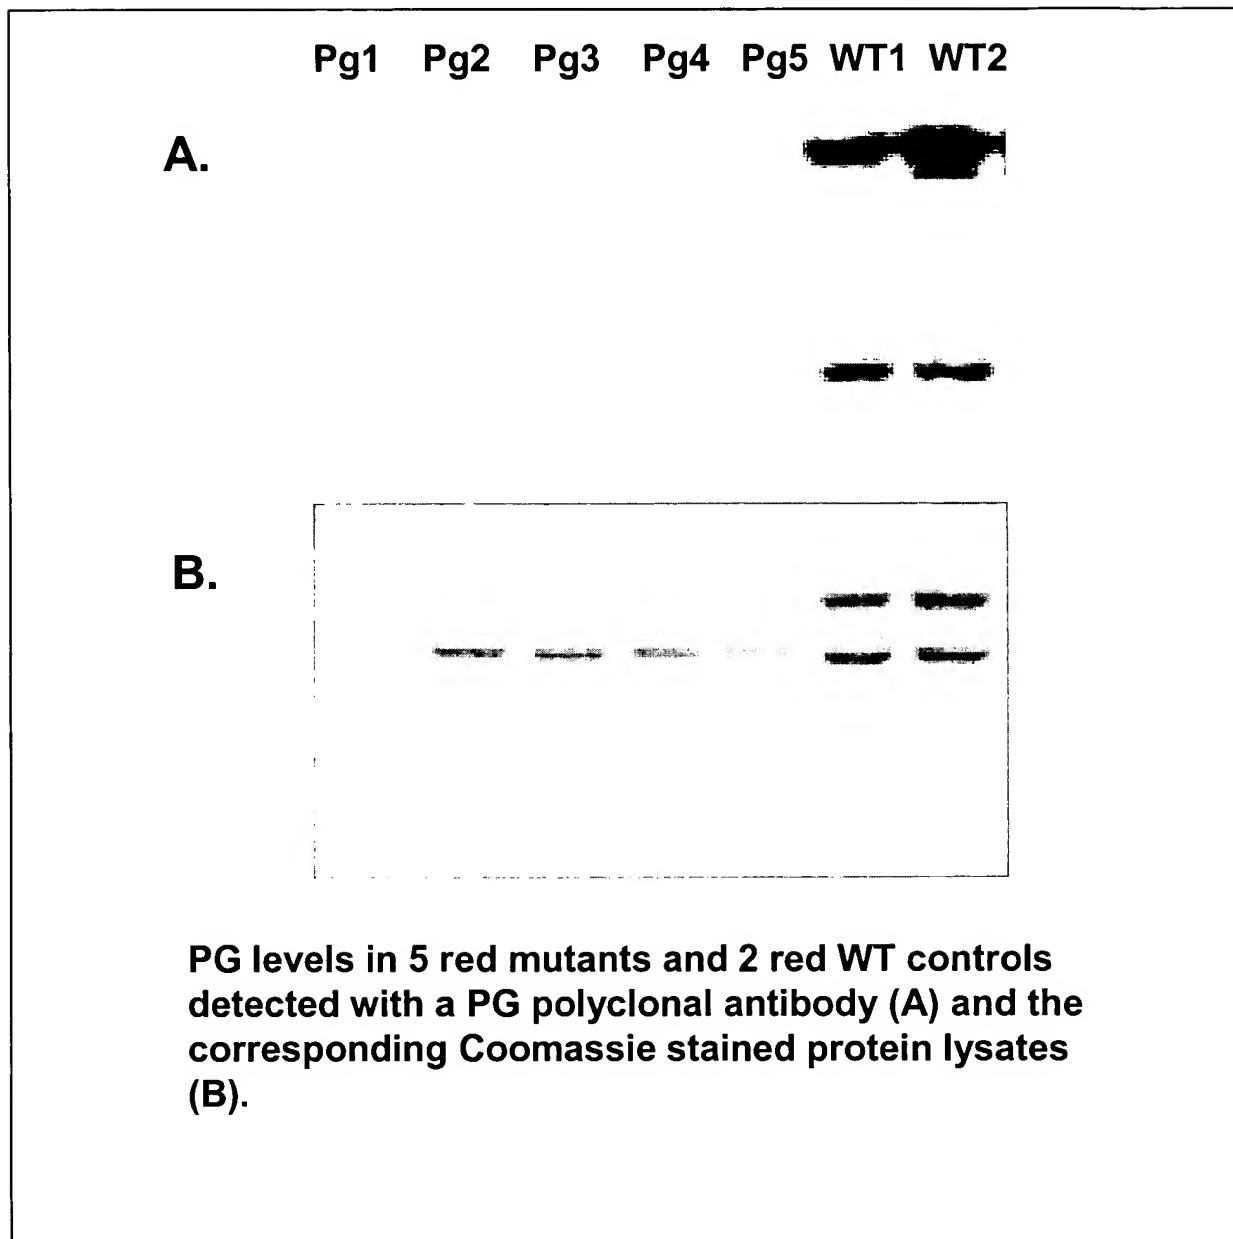 Pg1 Pg2 Pg3 Pg4 Pg5 WT1 WT2
A.
B.
PG levels in 5 red mutants and 2 red WT controls
detected with a PG polyclonal antibody (A) and the
corresponding Coomassie stained protein lysates
(B).